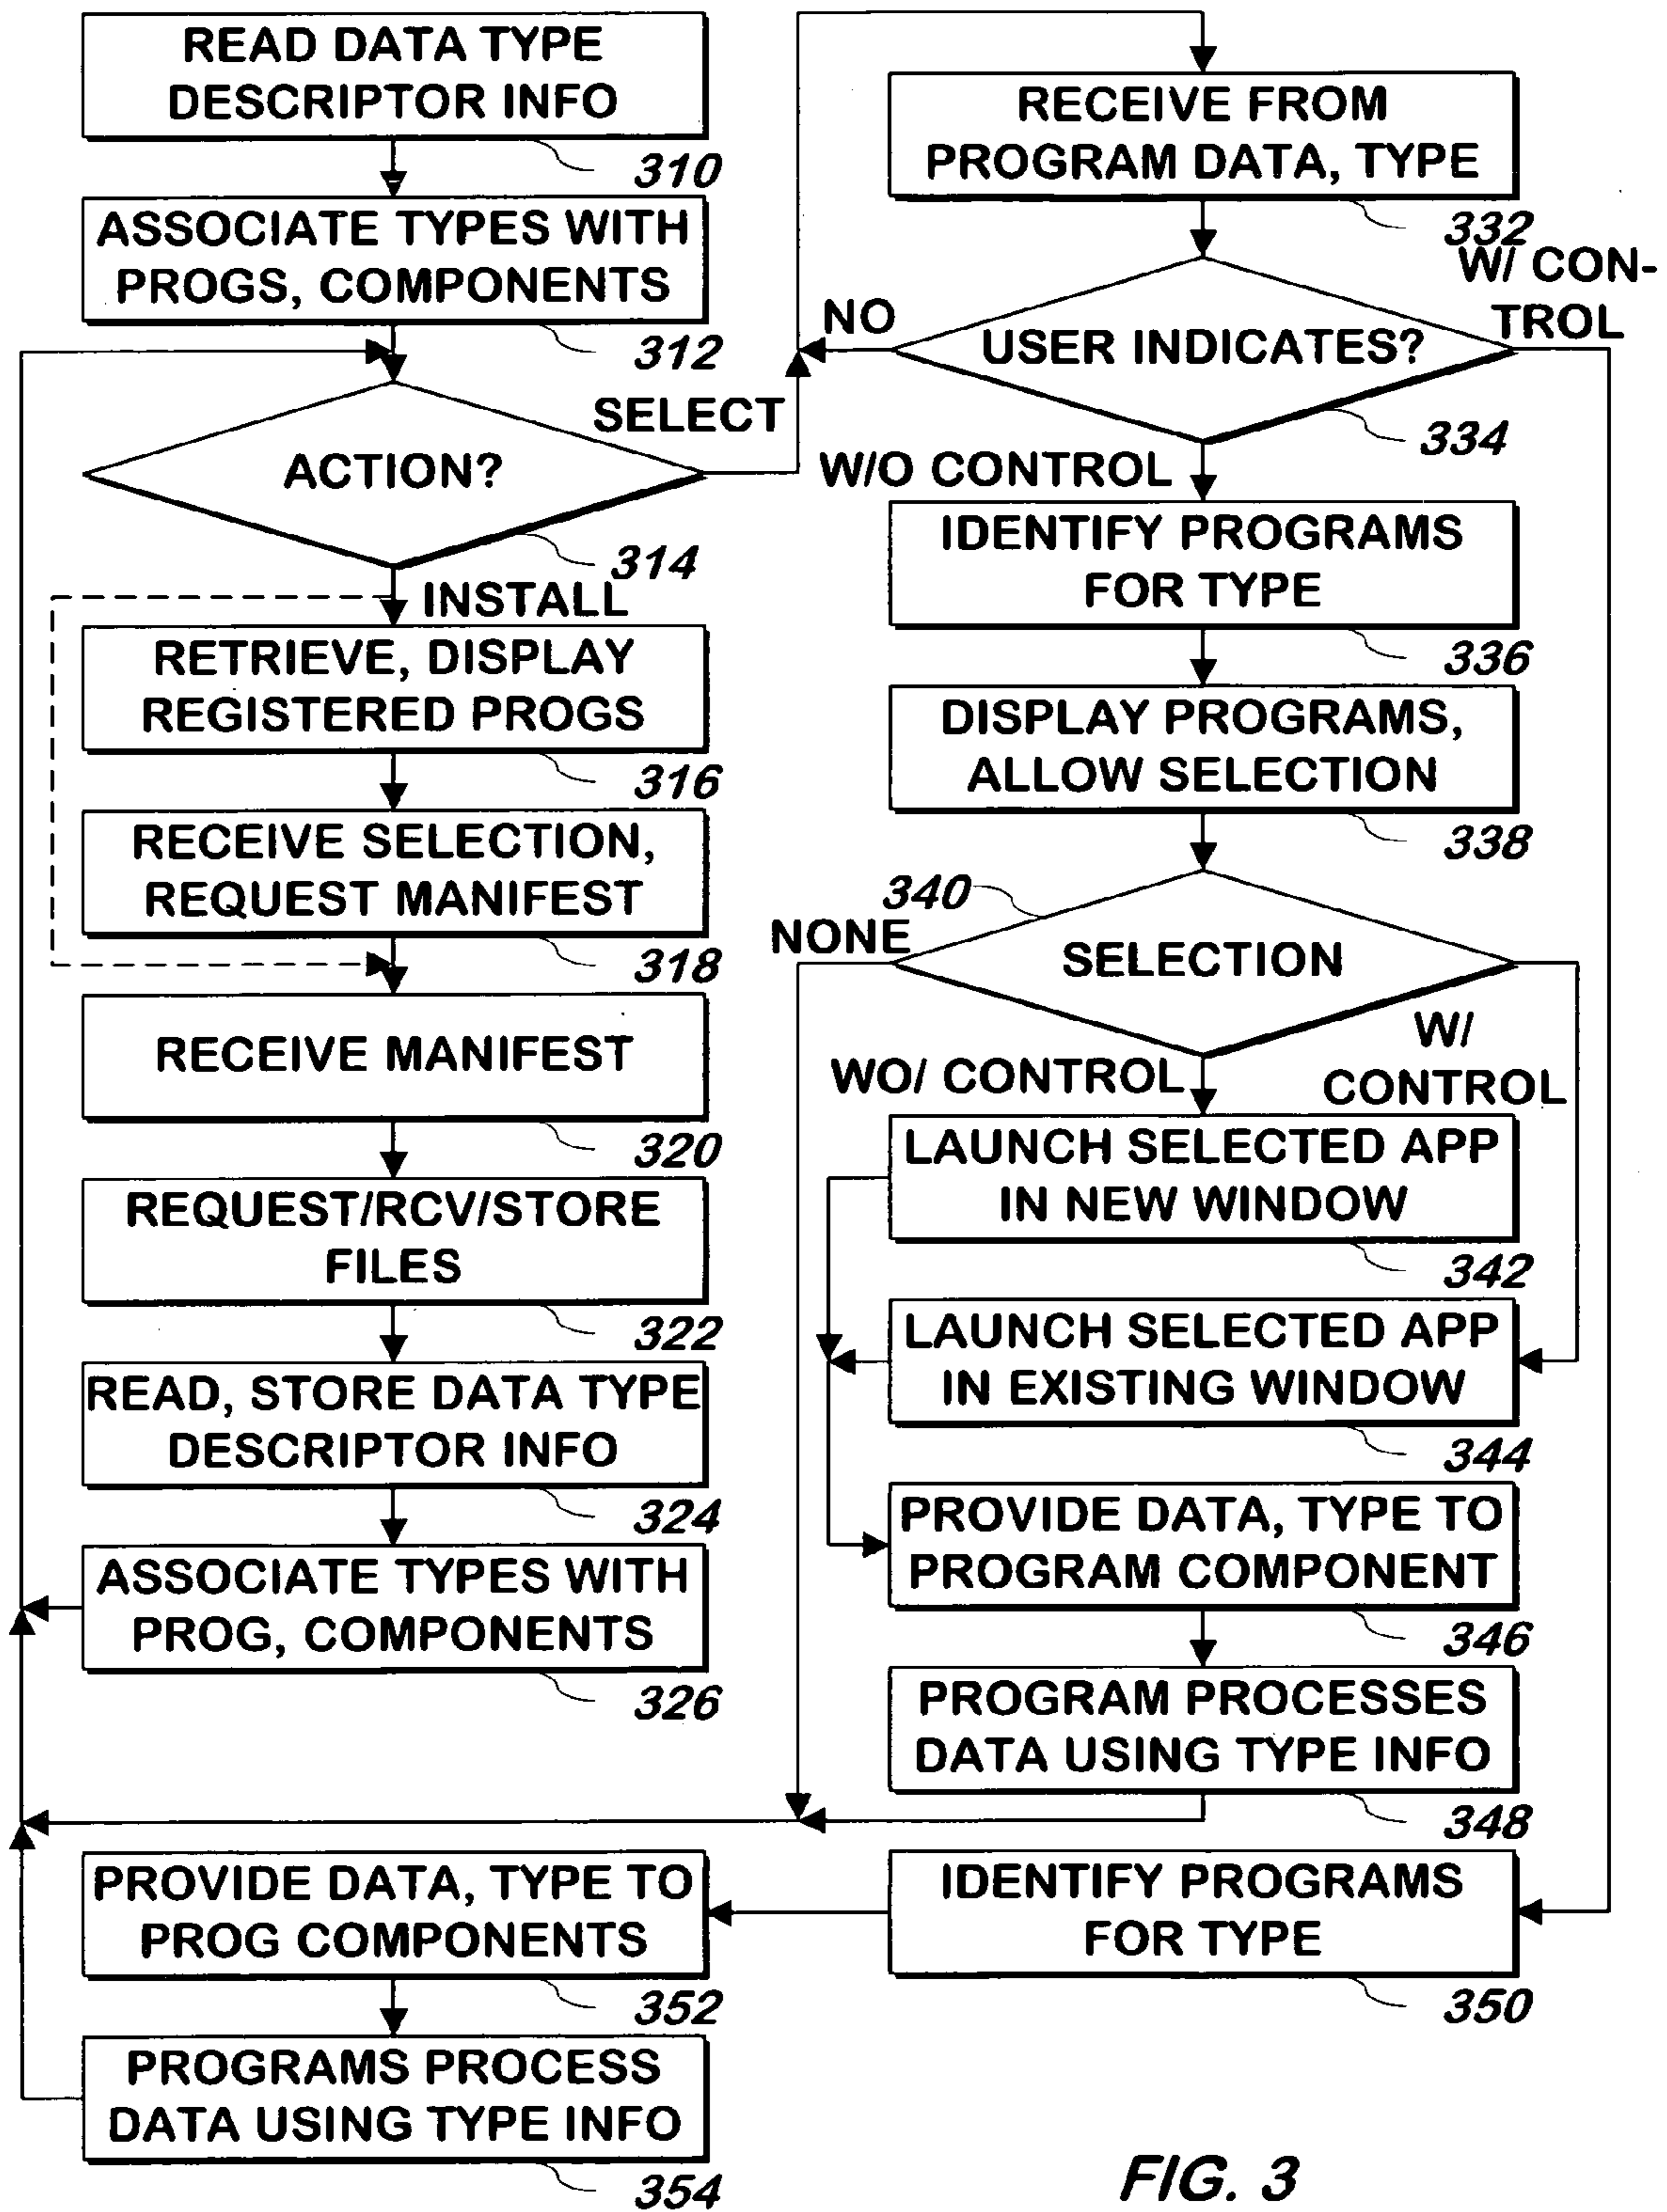 READ DATA TYPE
DESCRIPTOR INFO
310
ASSOCIATE TYPES WITH
PROGS, COMPONENTS
312
ACTION?
SELECT
314
INSTALL
RETRIEVE, DISPLAY
REGISTERED PROGS
316
RECEIVE SELECTION,
REQUEST MANIFEST
318
RECEIVE MANIFEST
320
REQUEST/RCV/STORE
FILES
322
READ, STORE DATA TYPE
DESCRIPTOR INFO
324
ASSOCIATE TYPES WITH
PROG, COMPONENTS
326
RECEIVE FROM
PROGRAM DATA, TYPE
332
W/ CON-
TROL
NO
USER INDICATES?
334
W/O CONTROL
IDENTIFY PROGRAMS
FOR TYPE
336
DISPLAY PROGRAMS,
ALLOW SELECTION
338
340
NONE
SELECTION
W/
CONTROL
WO/ CONTROL
LAUNCH SELECTED APP
IN NEW WINDOW
342
LAUNCH SELECTED APP
IN EXISTING WINDOW
344
PROVIDE DATA, TYPE TO
PROGRAM COMPONENT
346
PROGRAM PROCESSES
DATA USING TYPE INFO
348
IDENTIFY PROGRAMS
FOR TYPE
350
PROVIDE DATA, TYPE TO
PROG COMPONENTS
352
PROGRAMS PROCESS
DATA USING TYPE INFO
354
FIG. 3